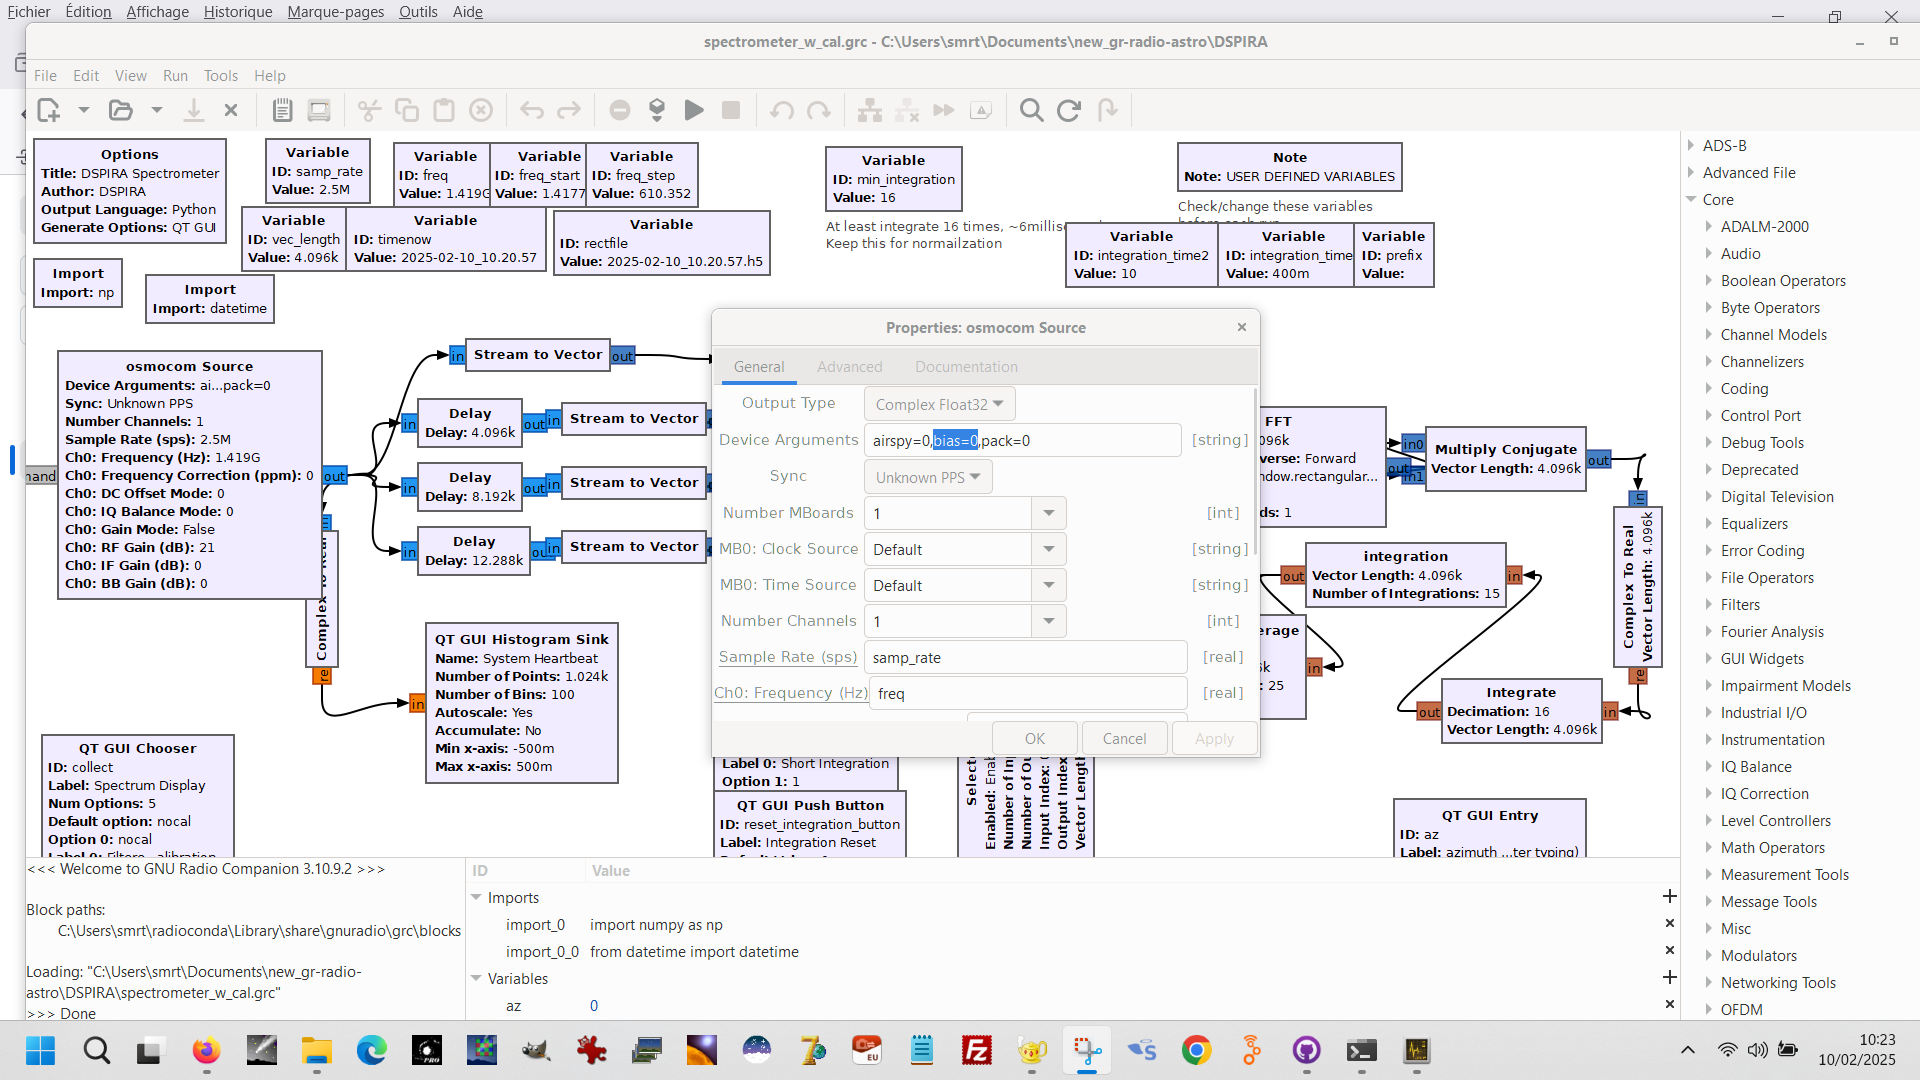 Fichier Édition Affichage Historique Marque-pages Outils Aide
spectrometer_w_cal.grc - C:\Users\smrt\Documents\new_gr-radio-astro\DSPIRA
File Edit View Run Tools Help
Options
Title: DSPIRA Spectrometer
Author: DSPIRA
Output Language: Python
Generate Options: QT GUI
Variable
ID: samp_rate
Value: 2.5M
Variable
ID: freq
Value: 1.419G
Variable
ID: freq_start
Value: 1.4177
Variable
ID: freq_step
Value: 610.352
Variable
ID: vec_length
Value: 4.096k
Variable
ID: timenow
Value: 2025-02-10_10.20.57
Variable
ID: rectfile
Value: 2025-02-10_10.20.57.h5
Variable
ID: min_integration
Value: 16
At least integrate 16 times, ~6millise
Keep this for normailzation
Note
Note: USER DEFINED VARIABLES
Check/change these variables
Variable
ID: integration_time2
Value: 10
Variable
ID: integration_time
Value: 400m
Variable
ID: prefix
Value:
Import
Import: np
Import
Import: datetime
osmocom Source
Device Arguments: ai...pack=0
Sync: Unknown PPS
Number Channels: 1
Sample Rate (sps): 2.5M
Ch0: Frequency (Hz): 1.419G
Ch0: Frequency Correction (ppm): 0
Ch0: DC Offset Mode: 0
Ch0: IQ Balance Mode: 0
Ch0: Gain Mode: False
Ch0: RF Gain (dB): 21
Ch0: IF Gain (dB): 0
Ch0: BB Gain (dB): 0
out
in Stream to Vector out
in Delay out
Delay: 4.096k
in Stream to Vector
in Delay out
Delay: 8.192k
in Stream to Vector
in Delay out
Delay: 12.288k
in Stream to Vector
Complex To Real
re
in
QT GUI Histogram Sink
Name: System Heartbeat
Number of Points: 1.024k
Number of Bins: 100
Autoscale: Yes
Accumulate: No
Min x-axis: -500m
Max x-axis: 500m
QT GUI Chooser
ID: collect
Label: Spectrum Display
Num Options: 5
Default option: nocal
Option 0: nocal
Properties: osmocom Source
General Advanced Documentation
Output Type Complex Float32
Device Arguments airspy=0,bias=0,pack=0 [string]
Sync Unknown PPS
Number MBoards 1 [int]
MB0: Clock Source Default [string]
MB0: Time Source Default [string]
Number Channels 1 [int]
Sample Rate (sps) samp_rate [real]
Ch0: Frequency (Hz) freq [real]
OK Cancel Apply
Label 0: Short Integration
Option 1: 1
QT GUI Push Button
ID: reset_integration_button
Label: Integration Reset
Vector Length:
FFT
096k
verse: Forward
ndow.rectangular...
ds: 1
out
in0
in1
Multiply Conjugate
Vector Length: 4.096k
out
in
Complex To Real
Vector Length: 4.096k
re
out integration in
Vector Length: 4.096k
Number of Integrations: 15
erage
k
: 25
in
out Integrate in
Decimation: 16
Vector Length: 4.096k
QT GUI Entry
ID: az
Label: azimuth ...ter typing)
ADS-B
Advanced File
Core
ADALM-2000
Audio
Boolean Operators
Byte Operators
Channel Models
Channelizers
Coding
Control Port
Debug Tools
Deprecated
Digital Television
Equalizers
Error Coding
File Operators
Filters
Fourier Analysis
GUI Widgets
Impairment Models
Industrial I/O
Instrumentation
IQ Balance
IQ Correction
Level Controllers
Math Operators
Measurement Tools
Message Tools
Misc
Modulators
Networking Tools
OFDM
<<< Welcome to GNU Radio Companion 3.10.9.2 >>>
Block paths:
C:\Users\smrt\radioconda\Library\share\gnuradio\grc\blocks
Loading: "C:\Users\smrt\Documents\new_gr-radio-
astro\DSPIRA\spectrometer_w_cal.grc"
>>> Done
ID Value
Imports
import_0 import numpy as np
import_0_0 from datetime import datetime
Variables
az 0
PRO
EU
10:23
10/02/2025